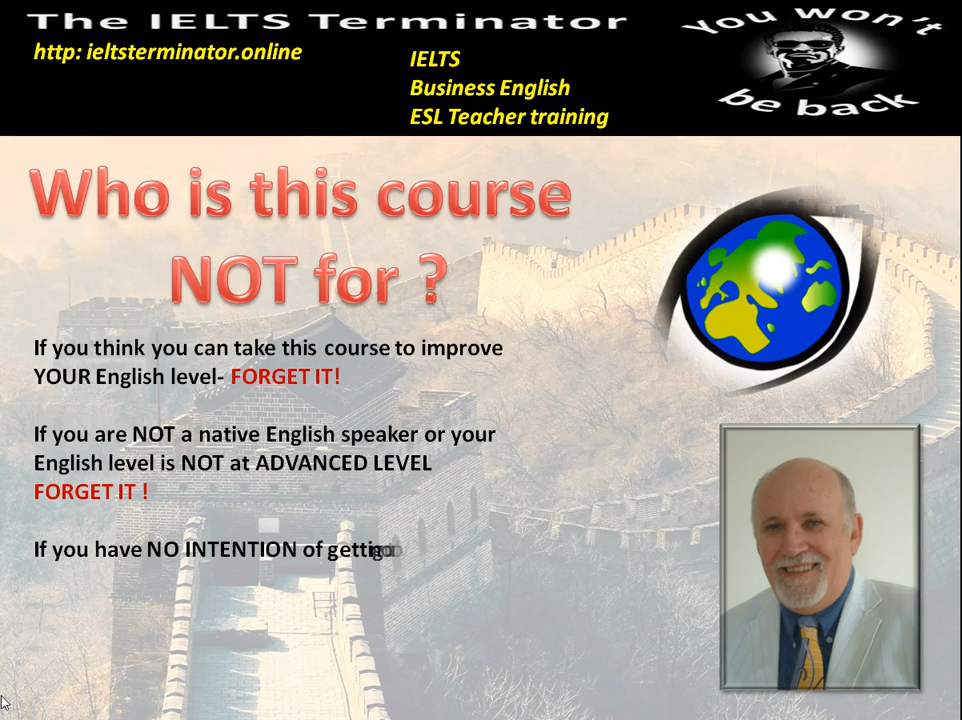 The IELTS Terminator
http: ieltsterminator.online
IELTS
Business English
ESL Teacher training
You won't
be back
Who is this course
NOT for ?
If you think you can take this course to improve
YOUR English level- FORGET IT!
If you are NOT a native English speaker or your
English level is NOT at ADVANCED LEVEL
FORGET IT !
If you have NO INTENTION of getting